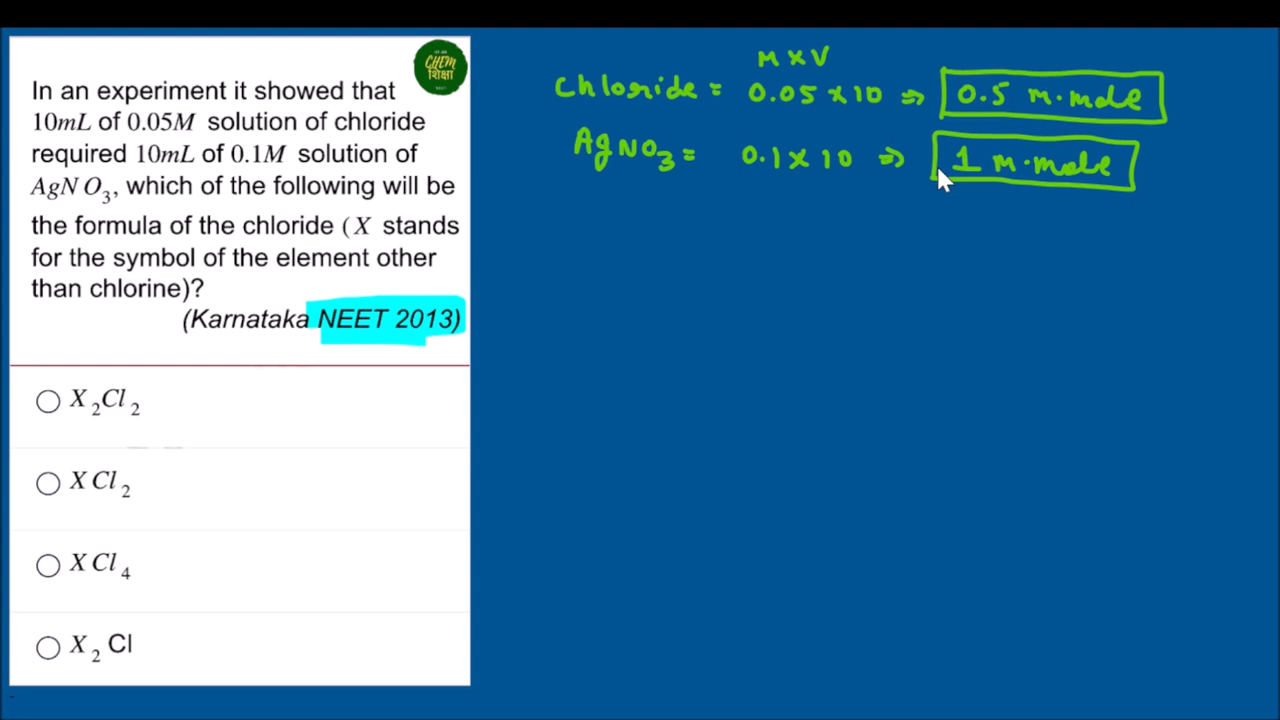 CHEM
शिक्षा
In an experiment it showed that
10mL of 0.05M solution of chloride
required 10mL of 0.1M solution of
AgNO₃, which of the following will be
the formula of the chloride (X stands
for the symbol of the element other
than chlorine)?
(Karnataka NEET 2013)
X₂Cl₂
XCl₂
XCl₄
X₂Cl
M×V
Chloride = 0.05×10 ⇒ 0.5 m.mole
AgNO₃ = 0.1×10 ⇒ 1 m.mole